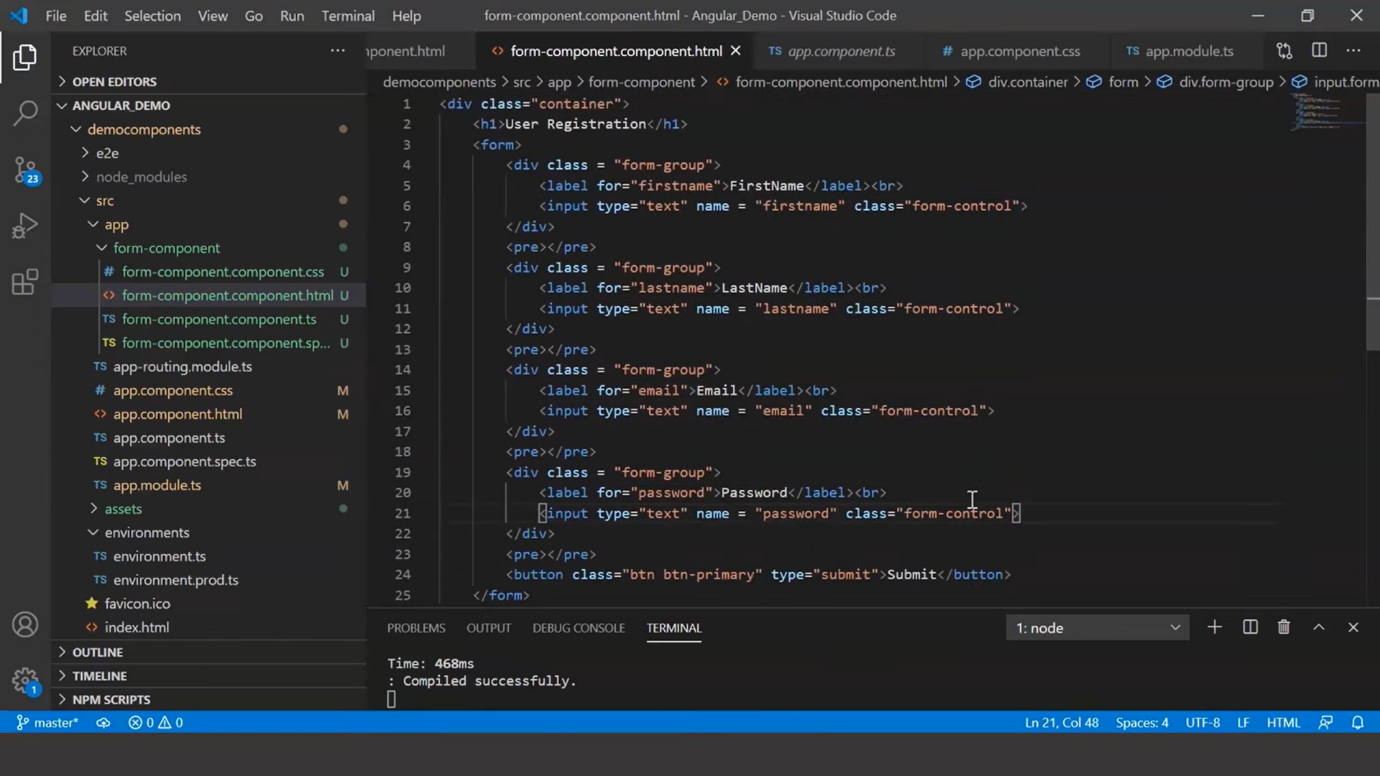 File Edit Selection View Go Run Terminal Help form-component.component.html - Angular_Demo - Visual Studio Code
EXPLORER
OPEN EDITORS
ANGULAR_DEMO
democomponents
e2e
node_modules
src
app
form-component
# form-component.component.css U
<> form-component.component.html U
TS form-component.component.ts U
TS form-component.component.sp... U
TS app-routing.module.ts
# app.component.css M
<> app.component.html M
TS app.component.ts
TS app.component.spec.ts
TS app.module.ts M
assets
environments
TS environment.ts
TS environment.prod.ts
favicon.ico
<> index.html
OUTLINE
TIMELINE
NPM SCRIPTS
23
1
mponent.html <> form-component.component.html TS app.component.ts # app.component.css TS app.module.ts
democomponents > src > app > form-component > <> form-component.component.html > div.container > form > div.form-group > input.form
1 <div class="container">
2 <h1>User Registration</h1>
3 <form>
4 <div class = "form-group">
5 <label for="firstname">FirstName</label><br>
6 <input type="text" name = "firstname" class="form-control">
7 </div>
8 <pre></pre>
9 <div class = "form-group">
10 <label for="lastname">LastName</label><br>
11 <input type="text" name = "lastname" class="form-control">
12 </div>
13 <pre></pre>
14 <div class = "form-group">
15 <label for="email">Email</label><br>
16 <input type="text" name = "email" class="form-control">
17 </div>
18 <pre></pre>
19 <div class = "form-group">
20 <label for="password">Password</label><br>
21 <input type="text" name = "password" class="form-control">
22 </div>
23 <pre></pre>
24 <button class="btn btn-primary" type="submit">Submit</button>
25 </form>
PROBLEMS OUTPUT DEBUG CONSOLE TERMINAL 1: node
Time: 468ms
: Compiled successfully.
master* 0 0 Ln 21, Col 48 Spaces: 4 UTF-8 LF HTML